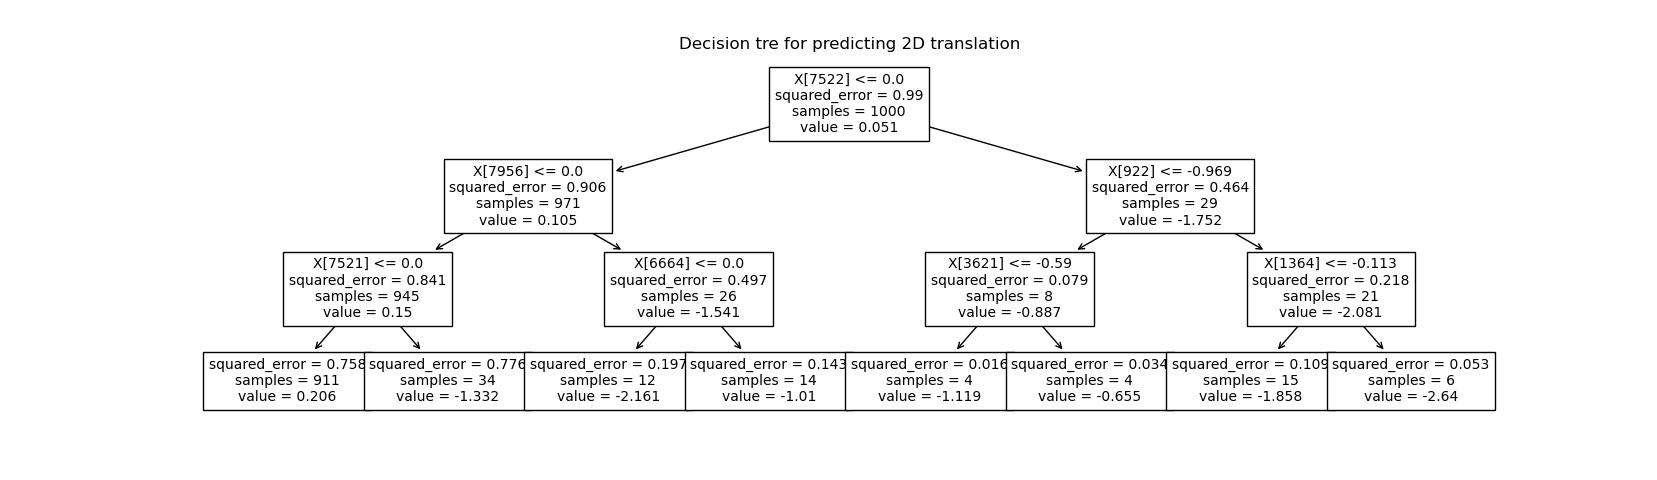 Decision tre for predicting 2D translation
X[7522] <= 0.0
squared_error = 0.99
samples = 1000
value = 0.051
X[7956] <= 0.0
squared_error = 0.906
samples = 971
value = 0.105
X[922] <= -0.969
squared_error = 0.464
samples = 29
value = -1.752
X[7521] <= 0.0
squared_error = 0.841
samples = 945
value = 0.15
X[6664] <= 0.0
squared_error = 0.497
samples = 26
value = -1.541
X[3621] <= -0.59
squared_error = 0.079
samples = 8
value = -0.887
X[1364] <= -0.113
squared_error = 0.218
samples = 21
value = -2.081
squared_error = 0.758
samples = 911
value = 0.206
squared_error = 0.776
samples = 34
value = -1.332
squared_error = 0.197
samples = 12
value = -2.161
squared_error = 0.143
samples = 14
value = -1.01
squared_error = 0.016
samples = 4
value = -1.119
squared_error = 0.034
samples = 4
value = -0.655
squared_error = 0.109
samples = 15
value = -1.858
squared_error = 0.053
samples = 6
value = -2.64